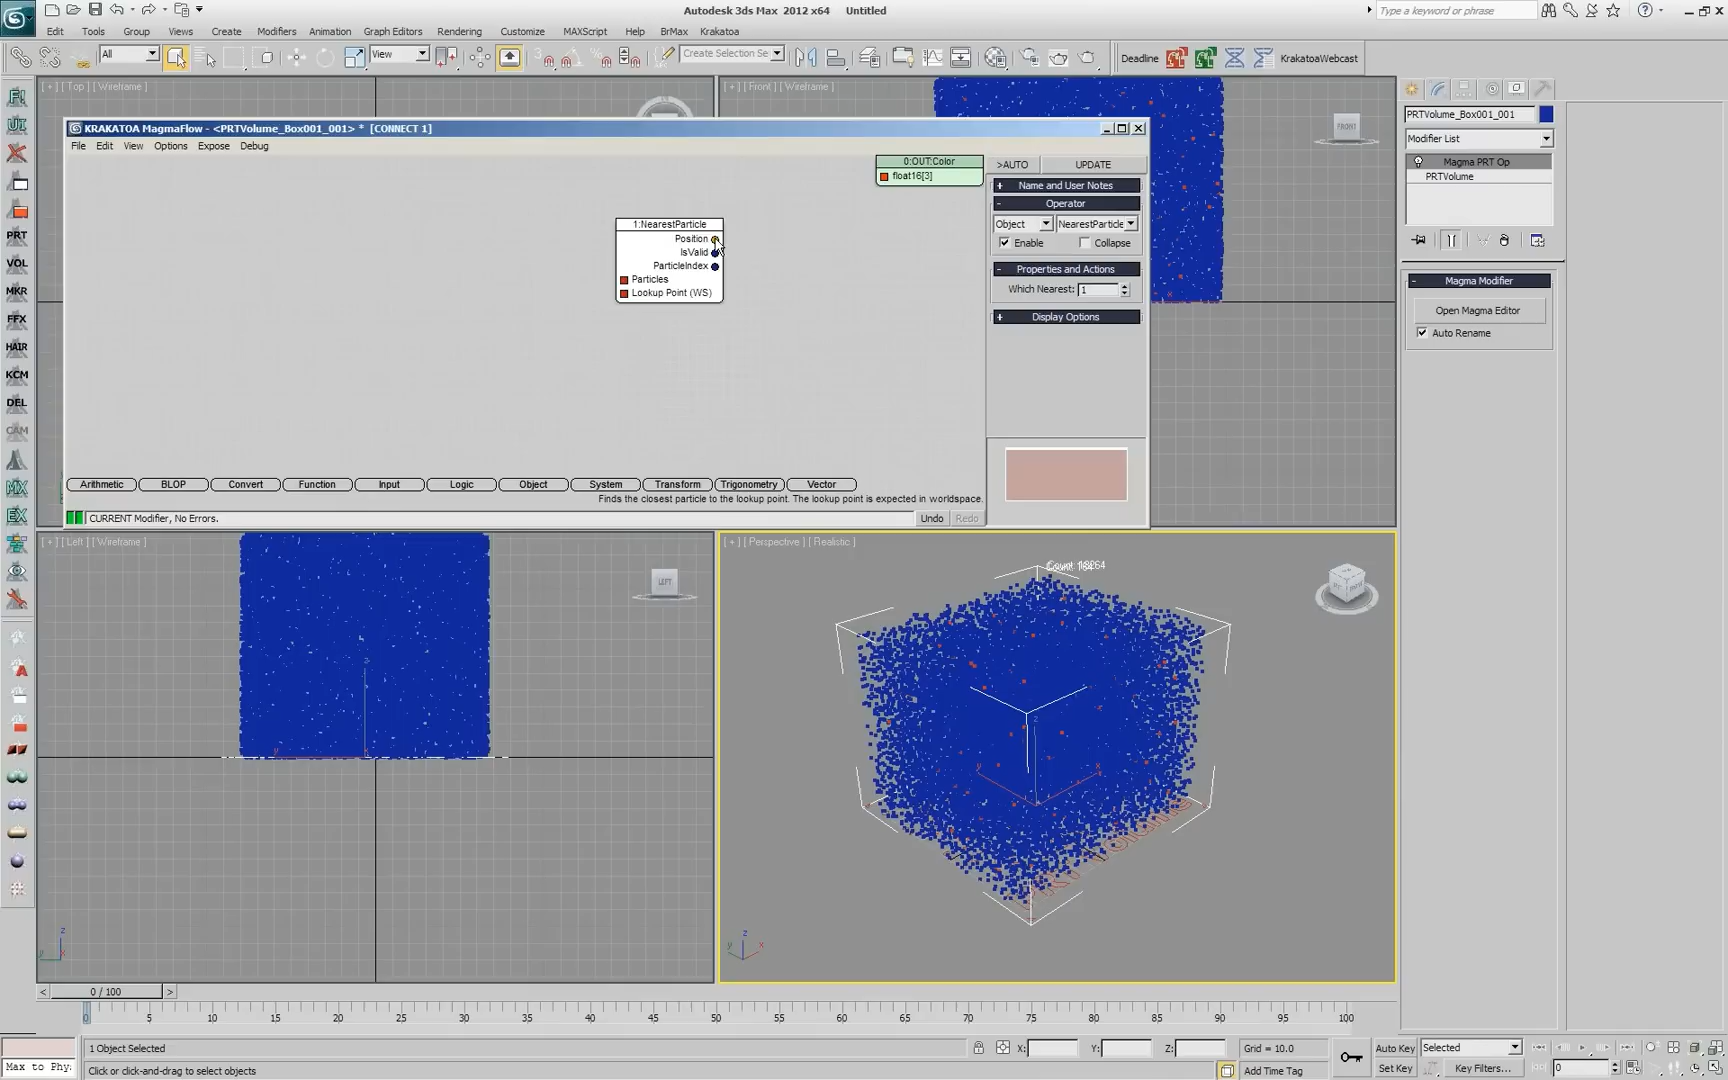 Autodesk 3ds Max 2012 x64 Untitled
Type a keyword or phrase
Edit Tools Group Views Create Modifiers Animation Graph Editors Rendering Customize MAXScript Help BrMax Krakatoa
All View Create Selection Se Deadline KrakatoaWebcast
[ + ] [ Top ] [ Wireframe ]
[ + ] [ Front ] [ Wireframe ]
FRONT
KRAKATOA MagmaFlow - <PRTVolume_Box001_001> * [CONNECT 1]
File Edit View Options Expose Debug
0:OUT:Color
float16[3]
1:NearestParticle
Position
IsValid
ParticleIndex
Particles
Lookup Point (WS)
>AUTO UPDATE
+ Name and User Notes
- Operator
Object NearestParticle
Enable Collapse
- Properties and Actions
Which Nearest: 1
+ Display Options
Arithmetic BLOP Convert Function Input Logic Object System Transform Trigonometry Vector
Finds the closest particle to the lookup point. The lookup point is expected in worldspace.
CURRENT Modifier, No Errors. Undo Redo
PRTVolume_Box001_001
Modifier List
Magma PRT Op
PRTVolume
- Magma Modifier
Open Magma Editor
Auto Rename
PRT
VOL
MKR
FFX
HAIR
KCM
DEL
CAM
MX
EX
[ + ] [ Left ] [ Wireframe ]
LEFT
[ + ] [ Perspective ] [ Realistic ]
z
y x
z
y x
< 0 / 100 >
0 5 10 15 20 25 30 35 40 45 50 55 60 65 70 75 80 85 90 95 100
1 Object Selected X: Y: Z: Grid = 10.0 Auto Key Selected
Max to Phy: Click or click-and-drag to select objects Add Time Tag Set Key Key Filters... 0